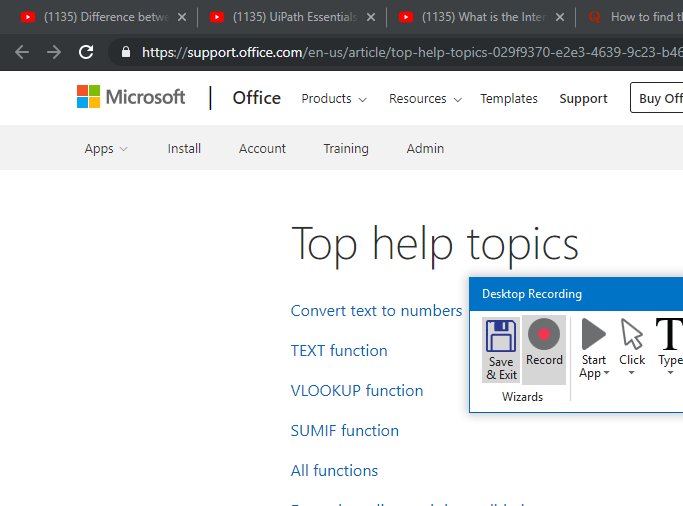 (1135) Difference betwe
(1135) UiPath Essentials
(1135) What is the Inter
How to find th
https://support.office.com/en-us/article/top-help-topics-029f9370-e2e3-4639-9c23-b46
Microsoft
Office
Products
Resources
Templates
Support
Buy Off
Apps
Install
Account
Training
Admin
Top help topics
Convert text to numbers
TEXT function
VLOOKUP function
SUMIF function
All functions
Desktop Recording
Save
& Exit
Record
Start
App
Click
T
Type
Wizards